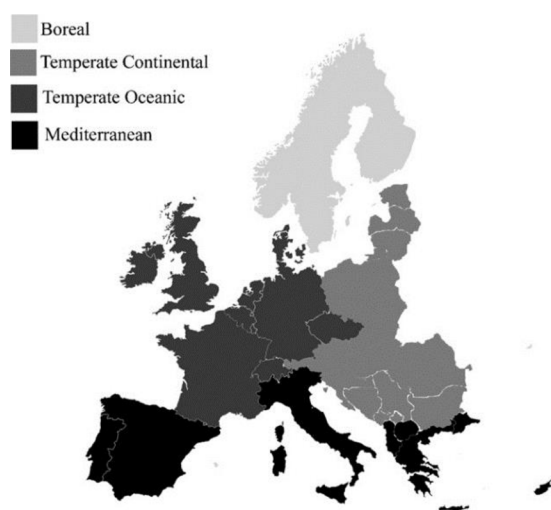 Boreal
Temperate Continental
Temperate Oceanic
Mediterranean